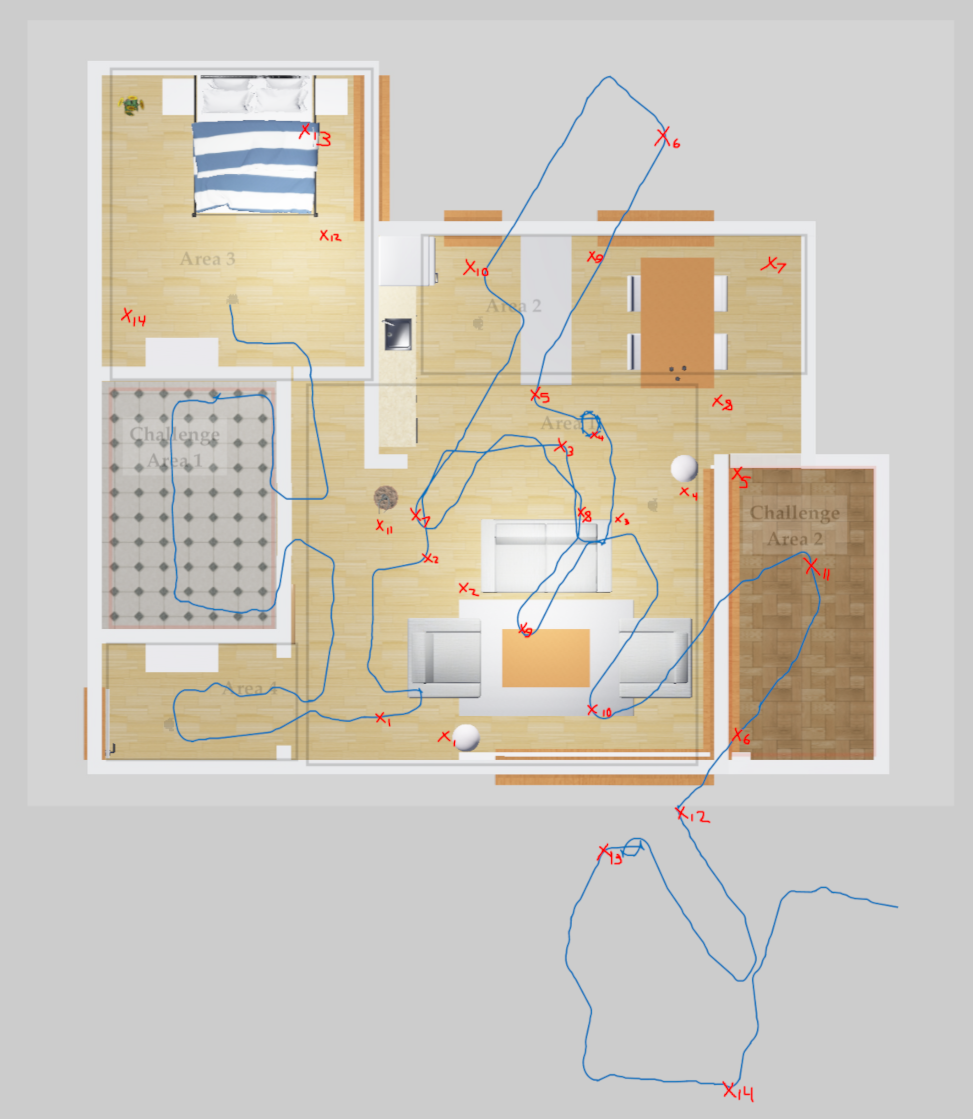 X13
X6
X12
Area 3
X9
X7
X10
Area 2
X14
X5
X8
Area 1
X4
Challenge
Area 1
X3
X5
X4
Challenge
Area 2
X8
X7
X3
X11
X2
X11
X2
X9
Area 4
X10
X1
X6
X1
X12
X13
X14